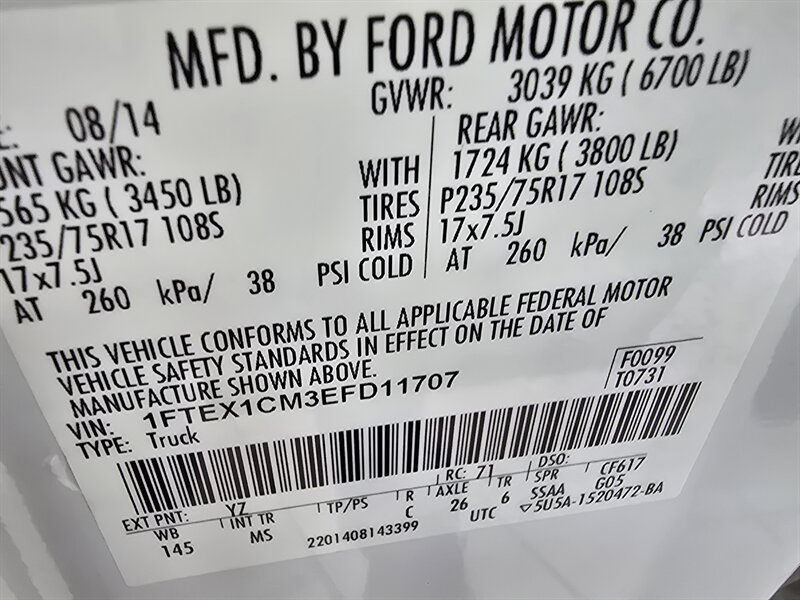 MFD. BY FORD MOTOR CO.
08/14 GVWR: 3039 KG ( 6700 LB)
GAWR: WITH REAR GAWR:
565 KG ( 3450 LB) TIRES 1724 KG ( 3800 LB)
P235/75R17 108S RIMS P235/75R17 108S TIRE
17x7.5J 17x7.5J RIMS
AT 260 kPa/ 38 PSI COLD AT 260 kPa/ 38 PSI COLD
THIS VEHICLE CONFORMS TO ALL APPLICABLE FEDERAL MOTOR
VEHICLE SAFETY STANDARDS IN EFFECT ON THE DATE OF
MANUFACTURE SHOWN ABOVE.
VIN: 1FTEX1CM3EFD11707 F0099
TYPE: Truck T0731
EXT PNT: YZ RC: 71 DSO: CF617
WB INT TR TP/PS R AXLE TR SPR G05
145 MS C 26 6 SSAA
2201408143399 UTC ▽5U5A-1520472-BA